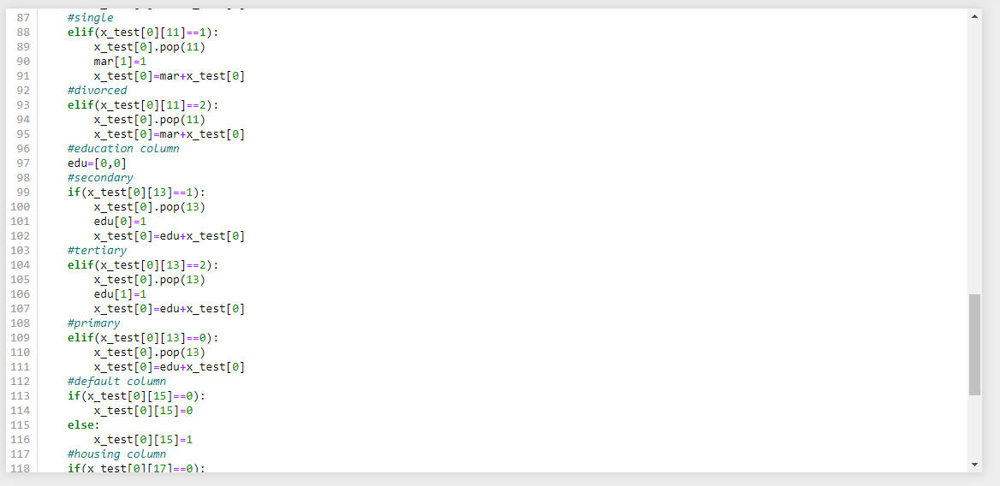 87 #single
88 elif(x_test[0][11]==1):
89 x_test[0].pop(11)
90 mar[1]=1
91 x_test[0]=mar+x_test[0]
92 #divorced
93 elif(x_test[0][11]==2):
94 x_test[0].pop(11)
95 x_test[0]=mar+x_test[0]
96 #education column
97 edu=[0,0]
98 #secondary
99 if(x_test[0][13]==1):
100 x_test[0].pop(13)
101 edu[0]=1
102 x_test[0]=edu+x_test[0]
103 #tertiary
104 elif(x_test[0][13]==2):
105 x_test[0].pop(13)
106 edu[1]=1
107 x_test[0]=edu+x_test[0]
108 #primary
109 elif(x_test[0][13]==0):
110 x_test[0].pop(13)
111 x_test[0]=edu+x_test[0]
112 #default column
113 if(x_test[0][15]==0):
114 x_test[0][15]=0
115 else:
116 x_test[0][15]=1
117 #housing column
118 if(x_test[0][17]==0):